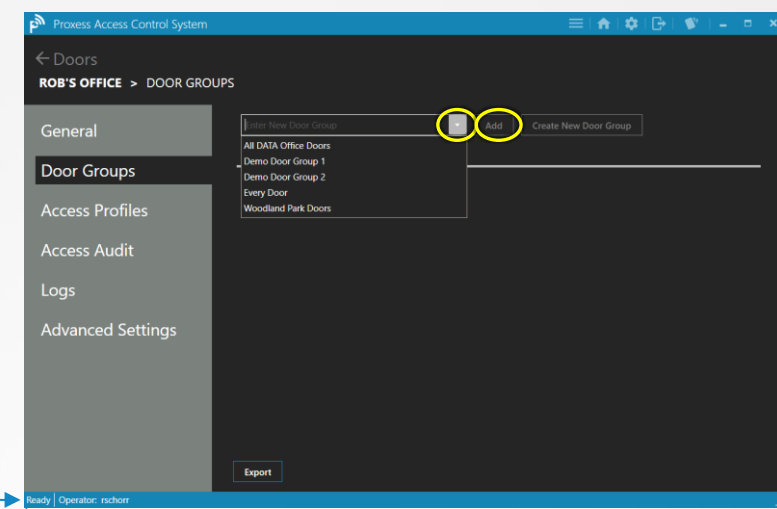 Proxess Access Control System
Doors
ROB'S OFFICE > DOOR GROUPS
General
Door Groups
Access Profiles
Access Audit
Logs
Advanced Settings
Enter New Door Group
Add
Create New Door Group
All DATA Office Doors
Demo Door Group 1
Demo Door Group 2
Every Door
Woodland Park Doors
Export
Ready Operator: rschorr